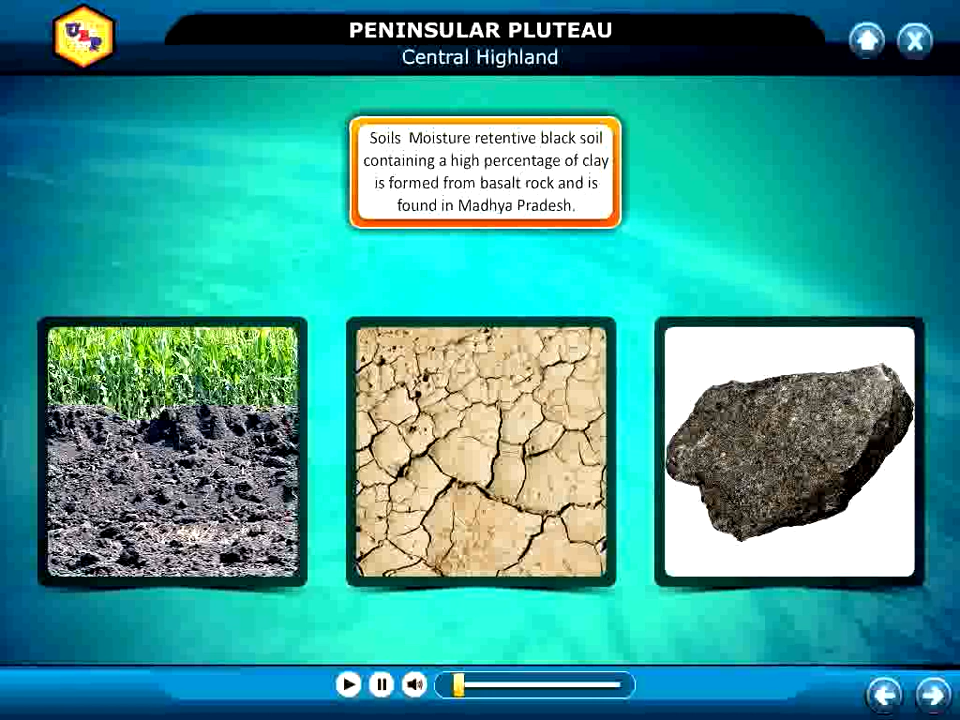 UBP
PENINSULAR PLUTEAU
Central Highland
Soils  Moisture retentive black soil
containing a high percentage of clay
is formed from basalt rock and is
found in Madhya Pradesh.